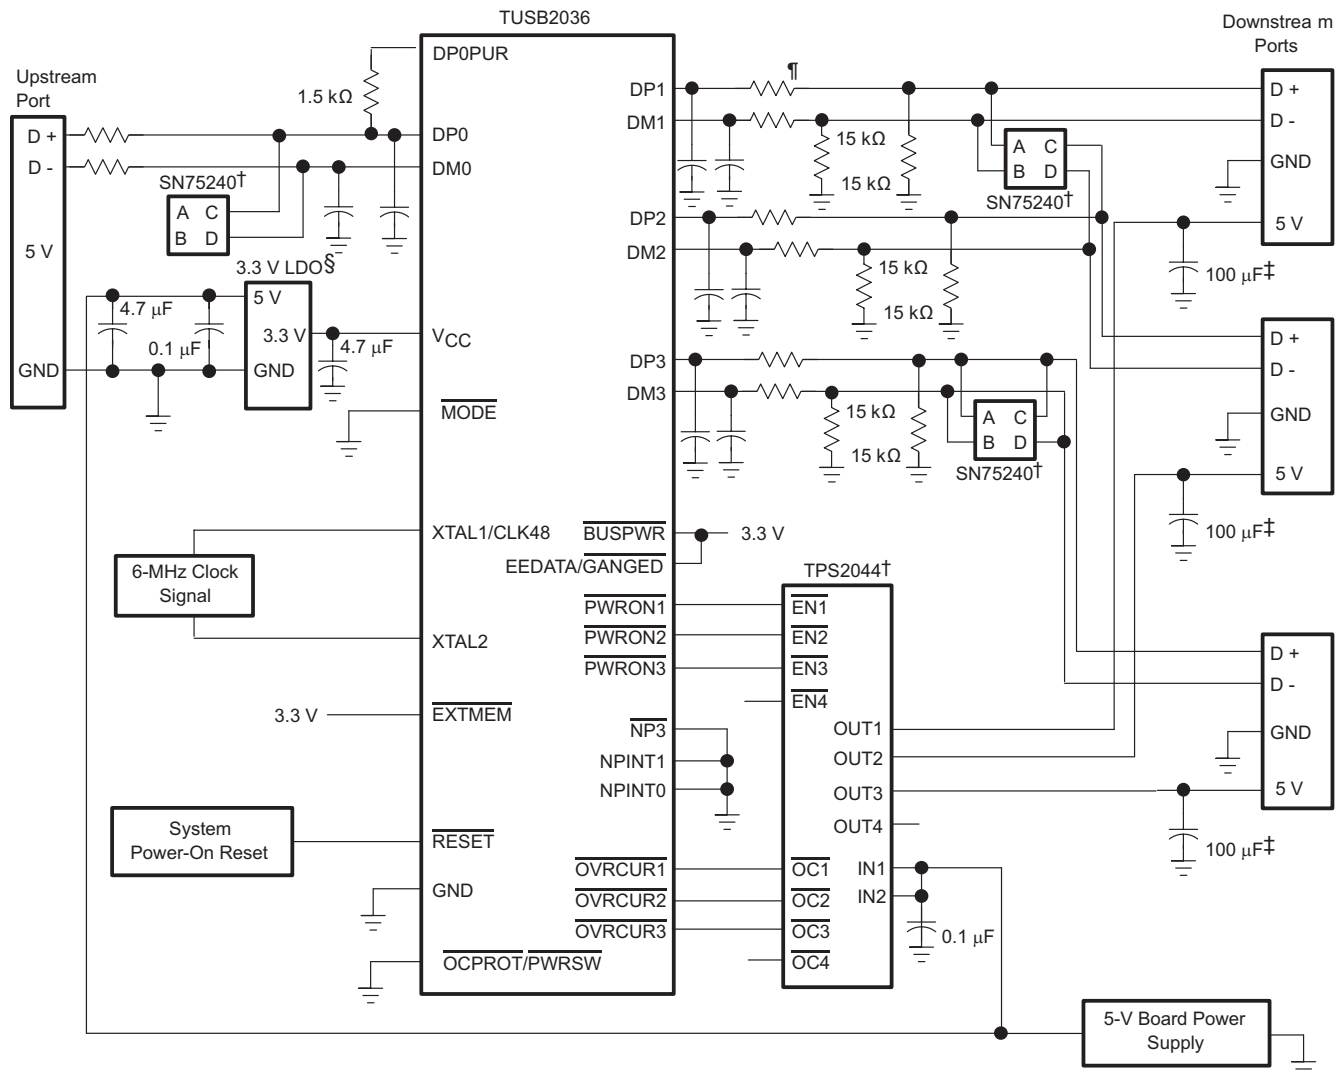 TUSB2036
Downstrea m
Ports
Upstream
Port
D +
D -
5 V
GND
1.5 kΩ
SN75240†
A C
B D
3.3 V LDO§
5 V
3.3 V
GND
4.7 μF
0.1 μF
4.7 μF
6-MHz Clock
Signal
3.3 V
System
Power-On Reset
DP0PUR
DP0
DM0
VCC
MODE
XTAL1/CLK48
XTAL2
EXTMEM
RESET
GND
OCPROT/PWRSW
DP1
DM1
DP2
DM2
DP3
DM3
BUSPWR
EEDATA/GANGED
PWRON1
PWRON2
PWRON3
NP3
NPINT1
NPINT0
OVRCUR1
OVRCUR2
OVRCUR3
¶
15 kΩ
15 kΩ
A C
B D
SN75240†
15 kΩ
15 kΩ
15 kΩ
15 kΩ
A C
B D
SN75240†
3.3 V
TPS2044†
EN1
EN2
EN3
EN4
OUT1
OUT2
OUT3
OUT4
IN1
IN2
OC1
OC2
OC3
OC4
0.1 μF
D +
D -
GND
5 V
100 μF‡
D +
D -
GND
5 V
100 μF‡
D +
D -
GND
5 V
100 μF‡
5-V Board Power
Supply